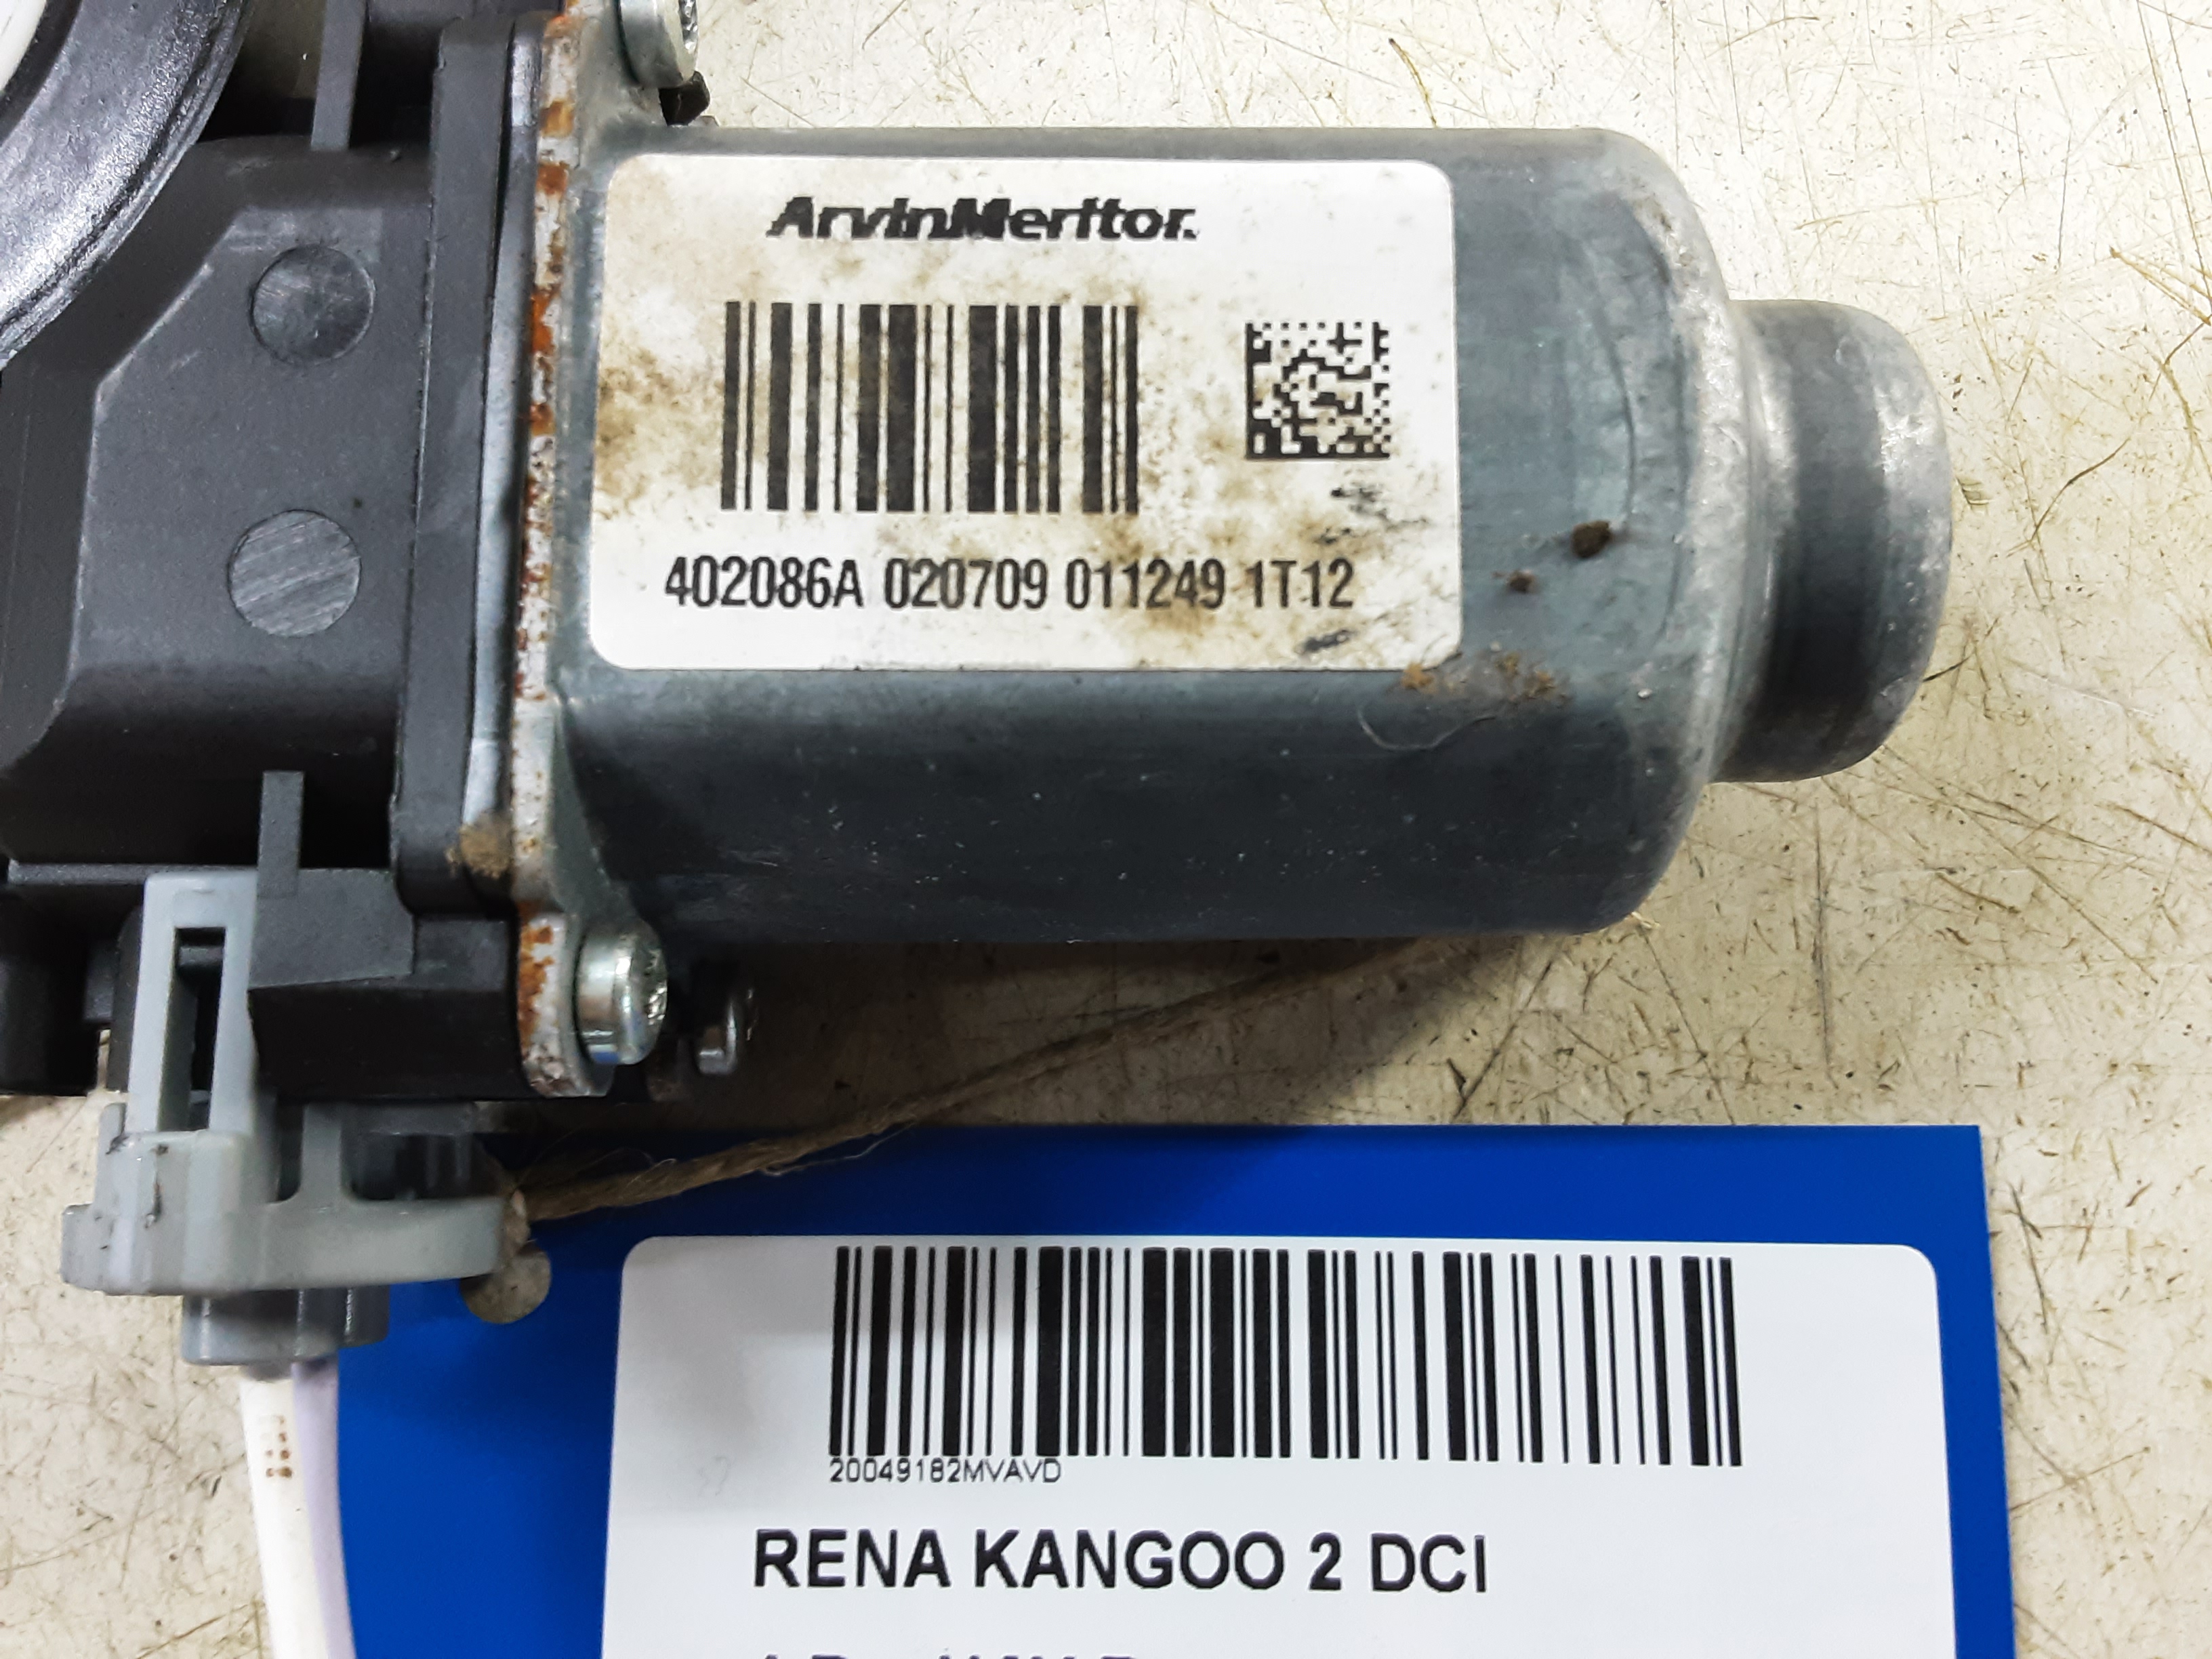 ArvinMeritor.
402086A 020709 011249 1T12
20049182MVAVD
RENA KANGOO 2 DCI